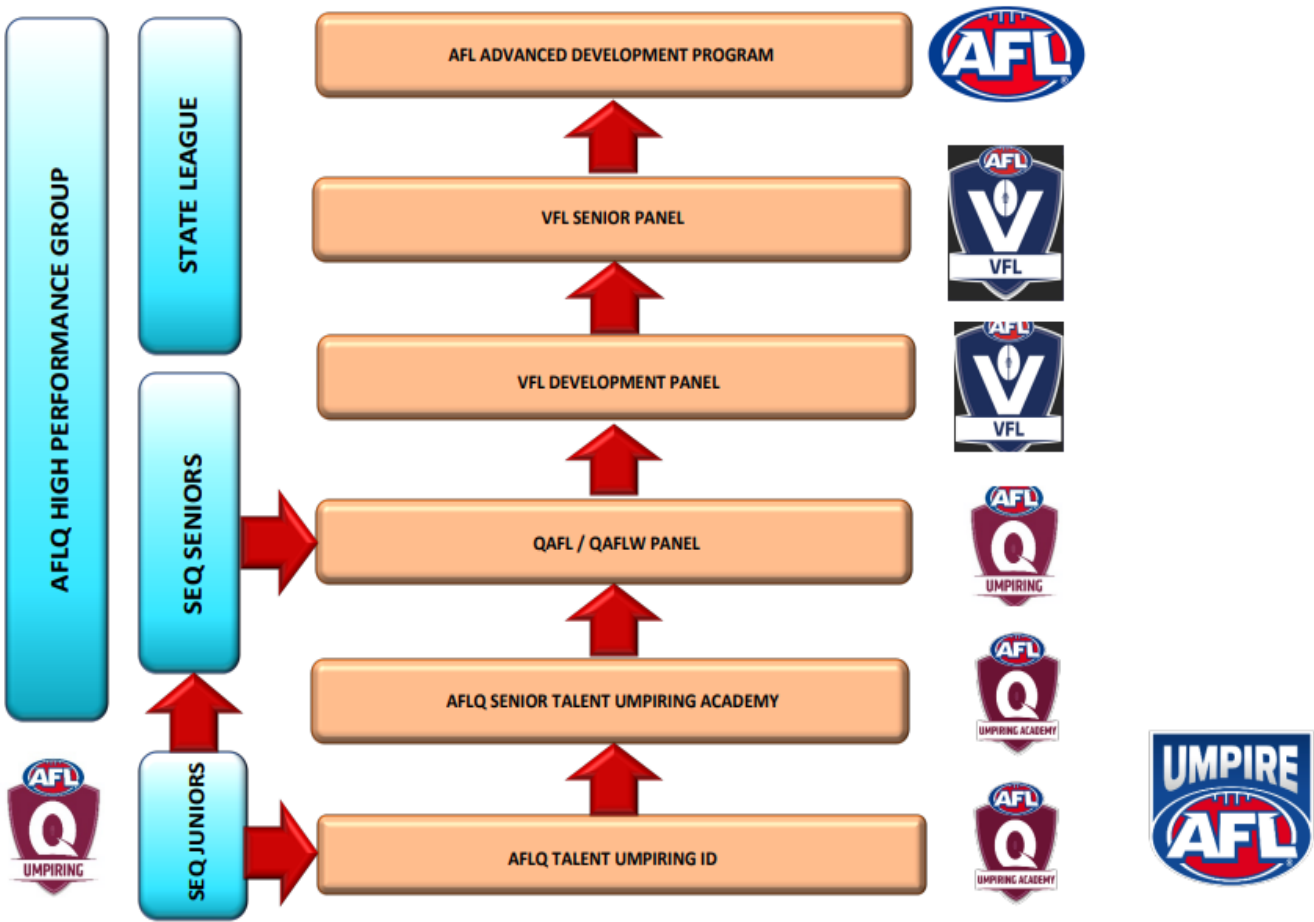 AFLQ HIGH PERFORMANCE GROUP
STATE LEAGUE
SEQ SENIORS
SEQ JUNIORS
AFL ADVANCED DEVELOPMENT PROGRAM
AFL
VFL SENIOR PANEL
AFL
V
VFL
VFL DEVELOPMENT PANEL
AFL
V
VFL
QAFL / QAFLW PANEL
AFL
Q
UMPIRING
AFLQ SENIOR TALENT UMPIRING ACADEMY
AFL
Q
UMPIRING ACADEMY
AFLQ TALENT UMPIRING ID
AFL
Q
UMPIRING ACADEMY
AFL
Q
UMPIRING
UMPIRE
AFL